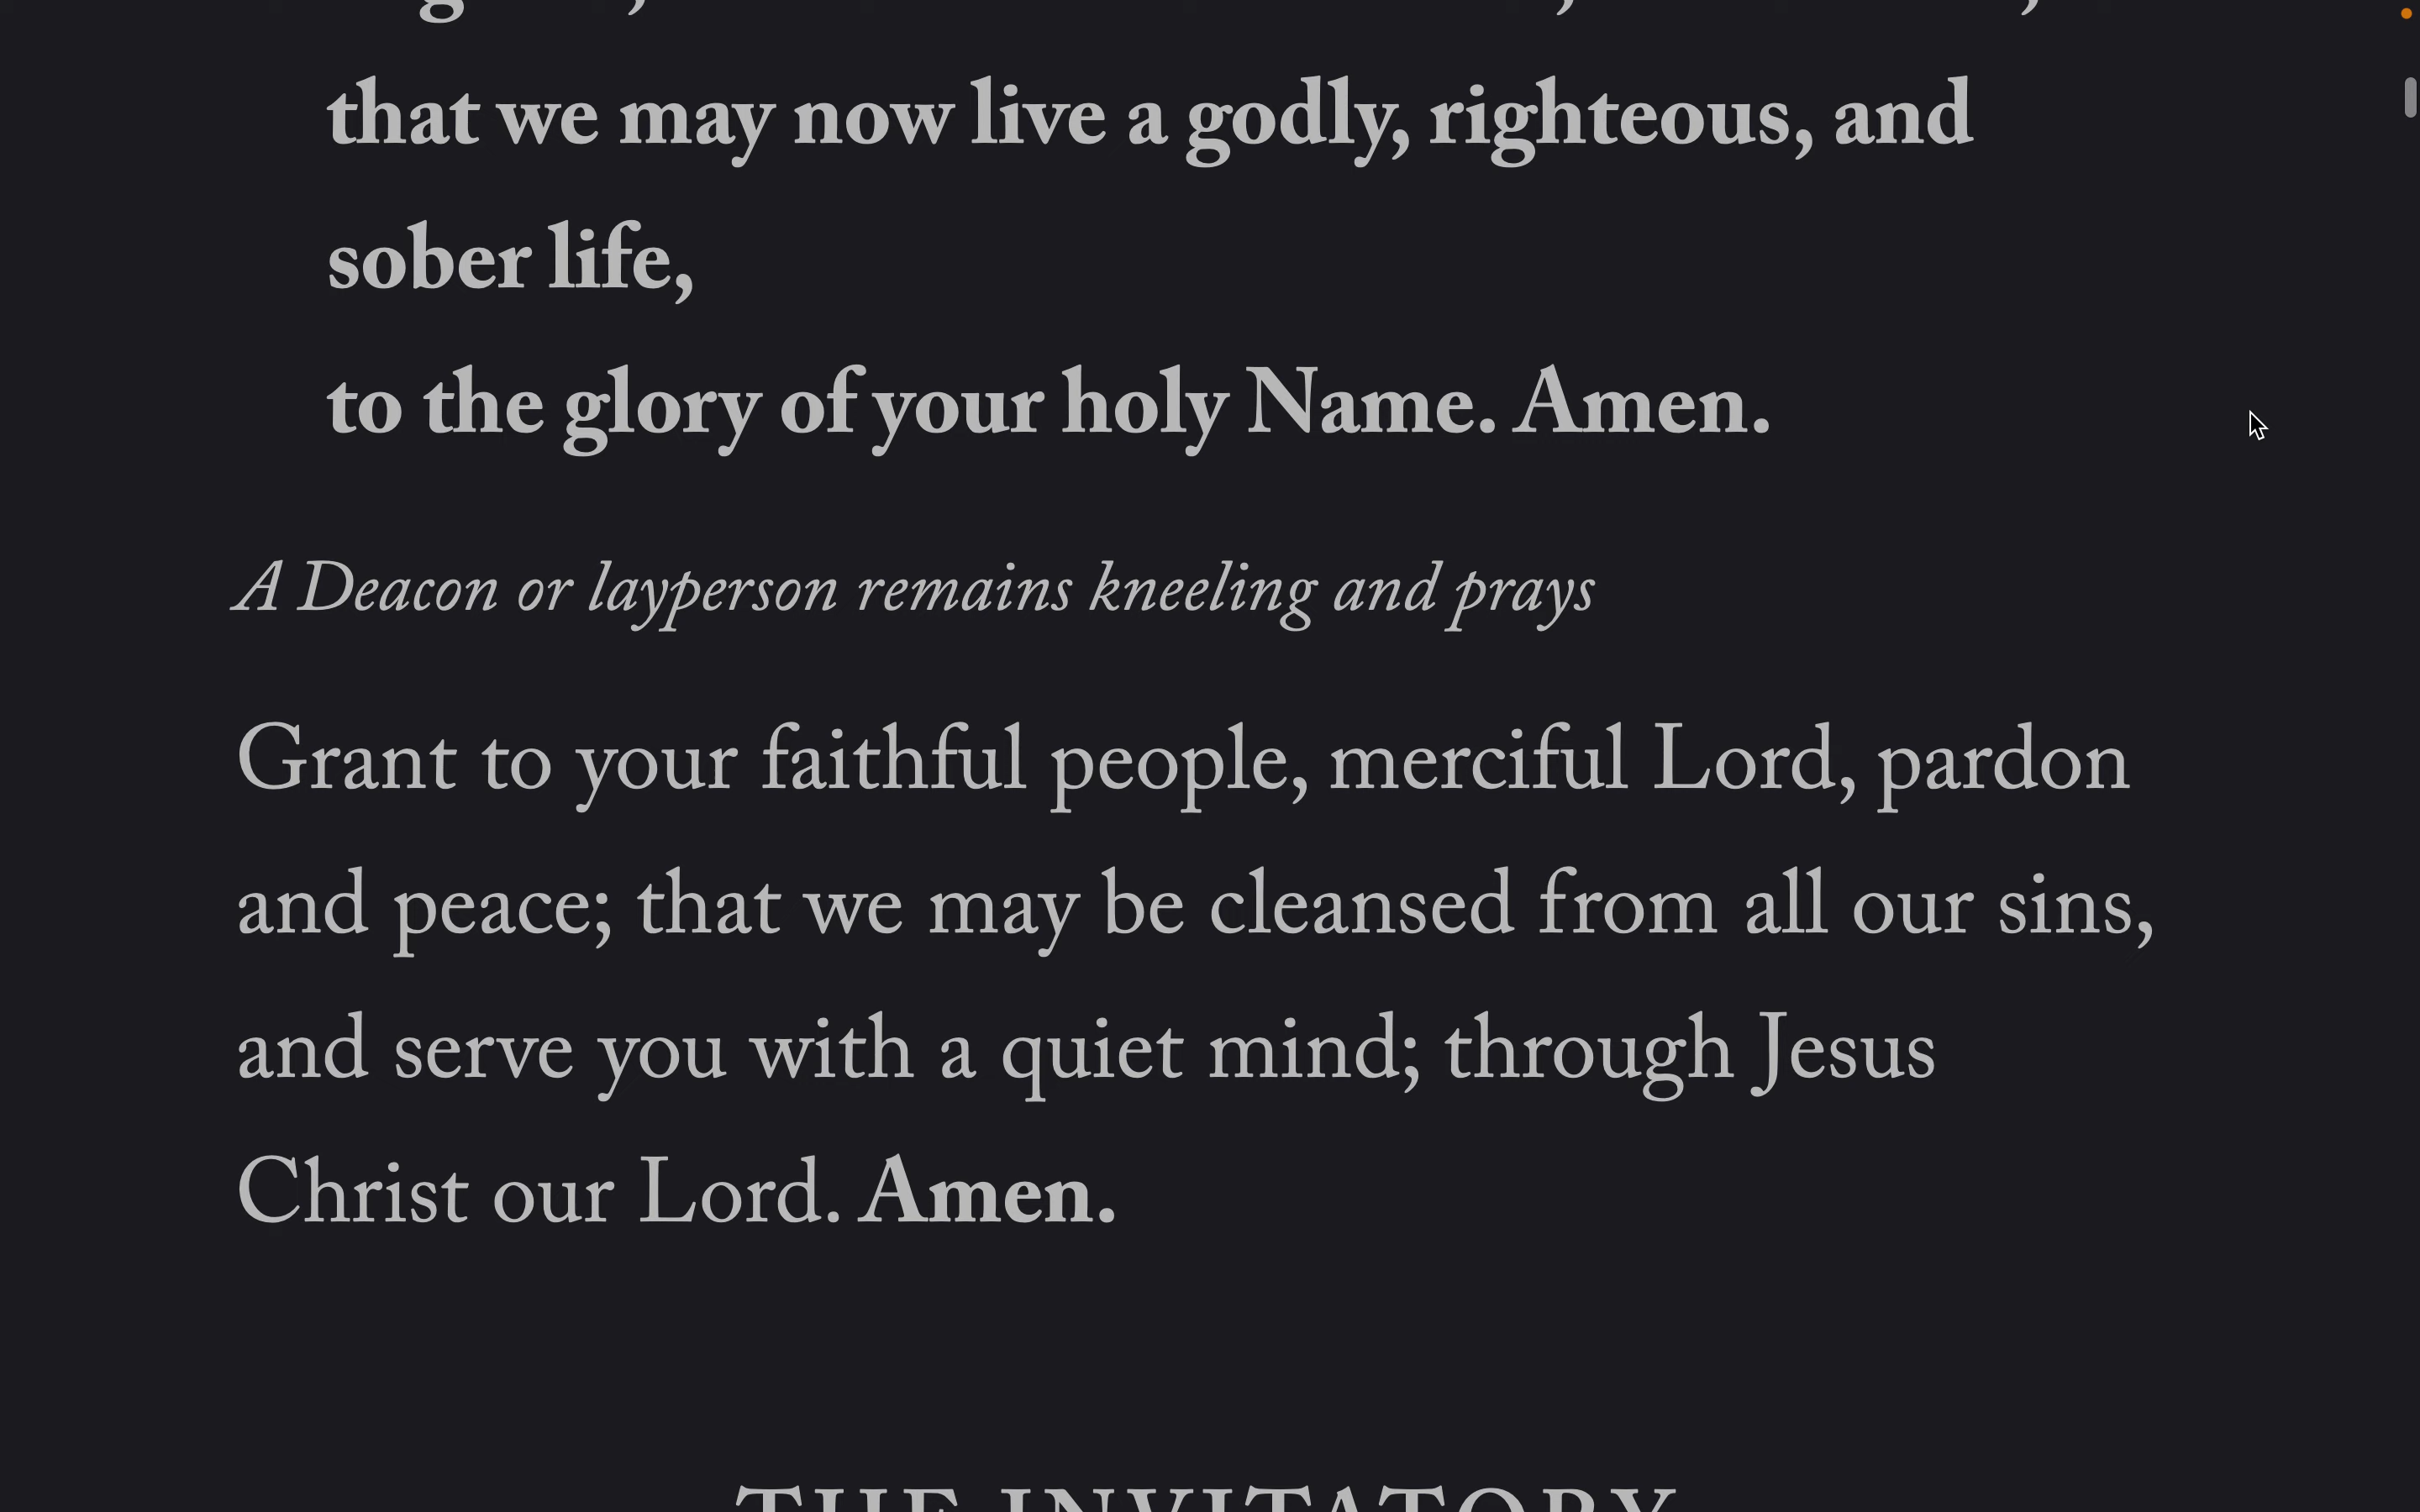 that we may now live a godly, righteous, and
sober life,
to the glory of your holy Name. Amen.
A Deacon or layperson remains kneeling and prays
Grant to your faithful people, merciful Lord, pardon
and peace; that we may be cleansed from all our sins,
and serve you with a quiet mind; through Jesus
Christ our Lord. Amen.
THE INVITATORY